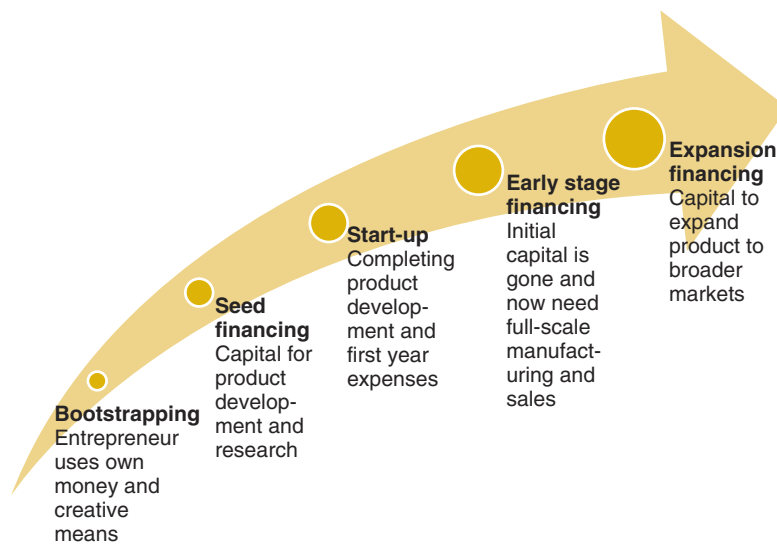 Bootstrapping
Entrepreneur
uses own
money and
creative
means
Seed
financing
Capital for
product
develop-
ment and
research
Start-up
Completing
product
develop-
ment and
first year
expenses
Early stage
financing
Initial
capital is
gone and
now need
full-scale
manufact-
uring and
sales
Expansion
financing
Capital to
expand
product to
broader
markets